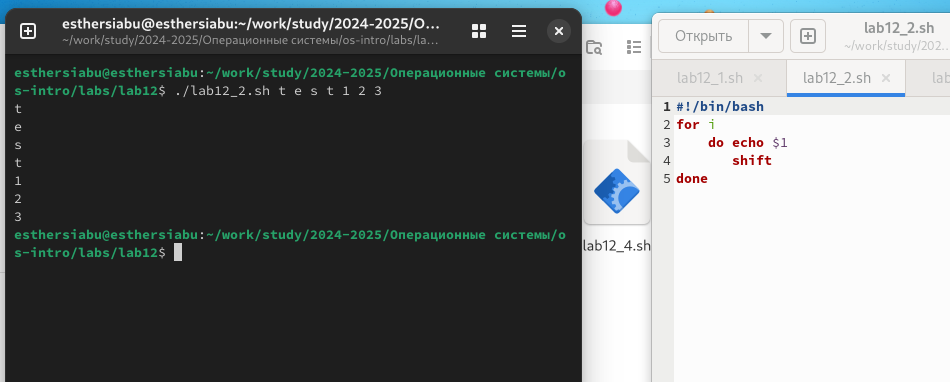 esthersiabu@esthersiabu:~/work/study/2024-2025/О...
~/work/study/2024-2025/Операционные системы/os-intro/labs/la...
esthersiabu@esthersiabu:~/work/study/2024-2025/Операционные системы/o
s-intro/labs/lab12$ ./lab12_2.sh t e s t 1 2 3
t
e
s
t
1
2
3
esthersiabu@esthersiabu:~/work/study/2024-2025/Операционные системы/o
s-intro/labs/lab12$
lab12_4.sh
Открыть
lab12_2.sh
~/work/study/202...
lab12_1.sh
lab12_2.sh
lab
1 #!/bin/bash
2 for i
3 do echo $1
4 shift
5 done